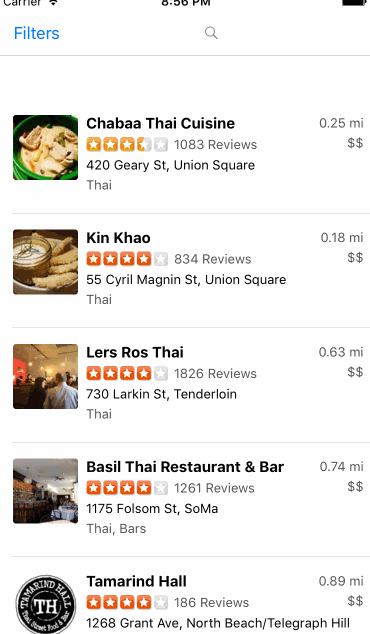 Carrier 8:56 PM
Filters
Chabaa Thai Cuisine 0.25 mi
1083 Reviews $$
420 Geary St, Union Square
Thai
Kin Khao 0.18 mi
834 Reviews $$
55 Cyril Magnin St, Union Square
Thai
Lers Ros Thai 0.63 mi
1826 Reviews $$
730 Larkin St, Tenderloin
Thai
Basil Thai Restaurant & Bar 0.74 mi
1261 Reviews $$
1175 Folsom St, SoMa
Thai, Bars
Tamarind Hall 0.89 mi
186 Reviews $$
1268 Grant Ave, North Beach/Telegraph Hill
TAMARIND HALL
TH
Thai Street Food & Bar